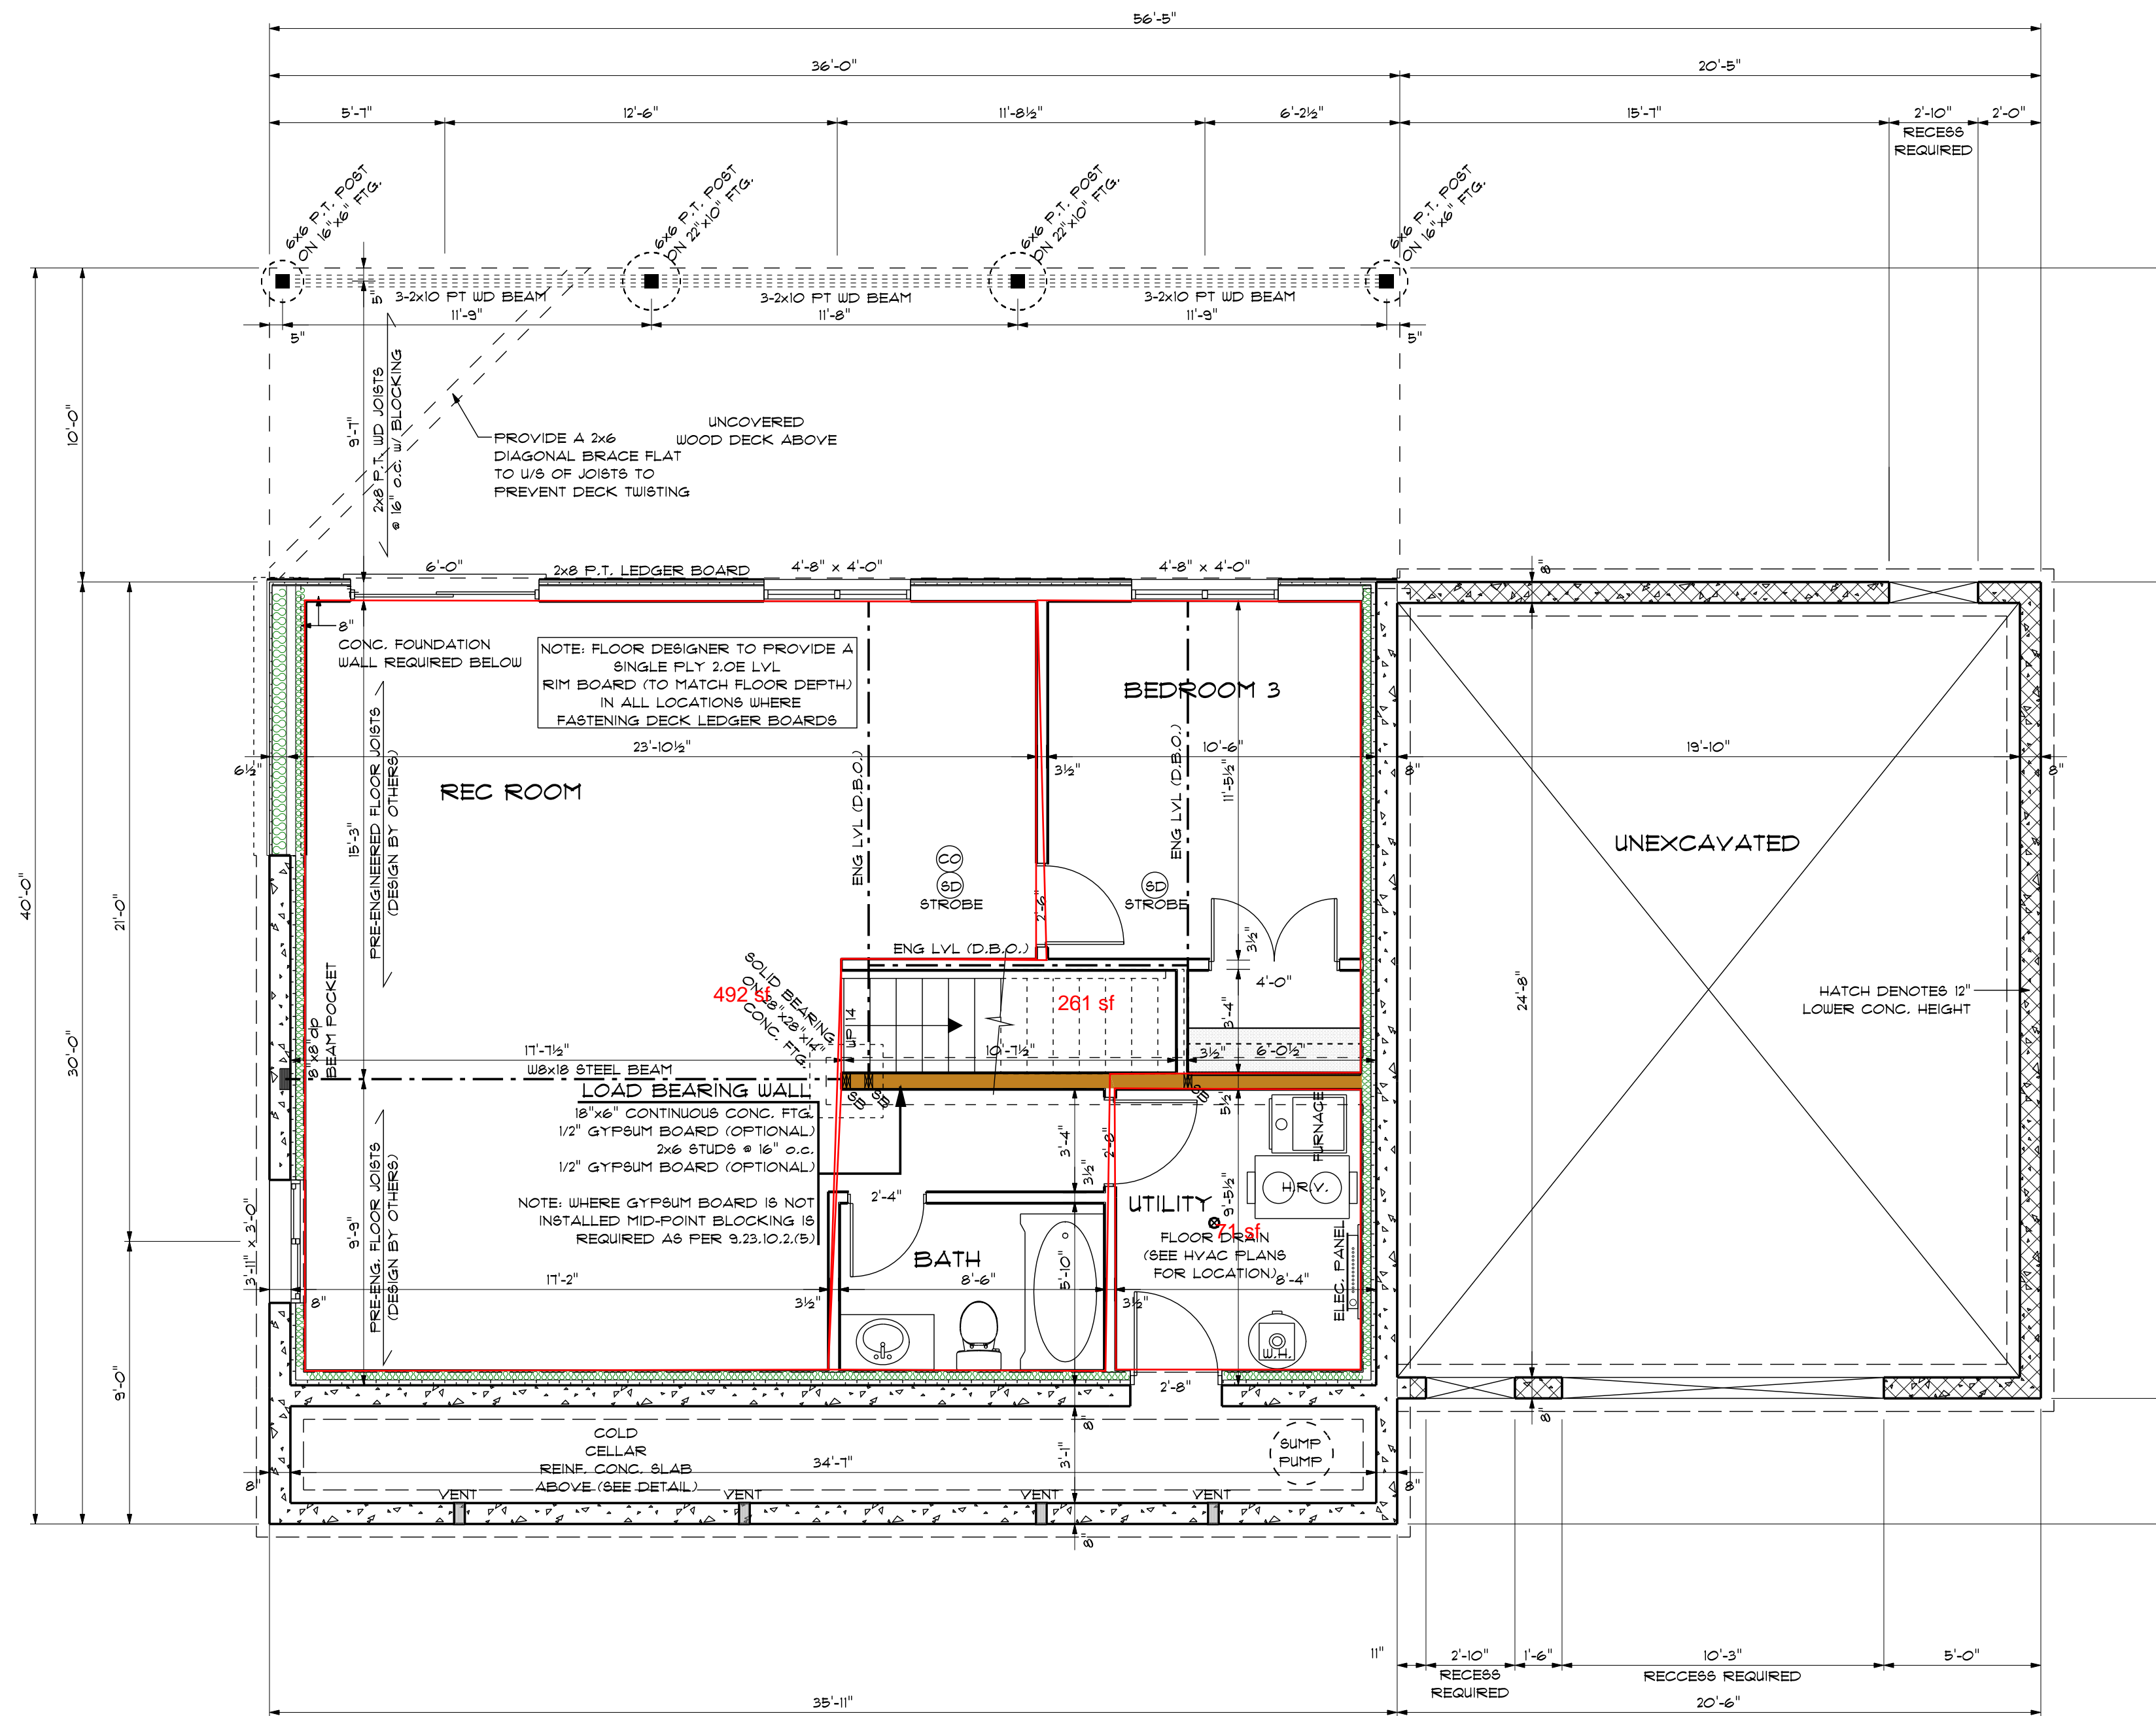 56'-5"
36'-0"
20'-5"
5'-7"
12'-6"
11'-8½"
6'-2½"
15'-7"
2'-10"
2'-0"
RECESS
REQUIRED
6x6 P.T. POST
ON 16"x6" FTG.
6x6 P.T. POST
ON 22"x10" FTG.
6x6 P.T. POST
ON 22"x10" FTG.
6x6 P.T. POST
ON 16"x6" FTG.
3-2x10 PT WD BEAM
3-2x10 PT WD BEAM
3-2x10 PT WD BEAM
5"
11'-9"
11'-8"
11'-9"
5"
5"
10'-0"
9'-7"
2x8 P.T. WD JOISTS
@ 16" o.c. w/ BLOCKING
UNCOVERED
WOOD DECK ABOVE
PROVIDE A 2x6
DIAGONAL BRACE FLAT
TO U/S OF JOISTS TO
PREVENT DECK TWISTING
6'-0"
2x8 P.T. LEDGER BOARD
4'-8" x 4'-0"
4'-8" x 4'-0"
8"
8"
CONC. FOUNDATION
WALL REQUIRED BELOW
NOTE: FLOOR DESIGNER TO PROVIDE A
SINGLE PLY 2.0E LVL
RIM BOARD (TO MATCH FLOOR DEPTH)
IN ALL LOCATIONS WHERE
FASTENING DECK LEDGER BOARDS
BEDROOM 3
6½"
23'-10½"
3½"
10'-6"
8"
19'-10"
8"
REC ROOM
PRE-ENGINEERED FLOOR JOISTS
(DESIGN BY OTHERS)
15'-3"
ENG LVL (D.B.O.)
ENG LVL (D.B.O.)
11'-5½"
UNEXCAVATED
CO
SD
STROBE
SD
STROBE
2'-6"
40'-0"
30'-0"
21'-0"
ENG LVL (D.B.O.)
3½"
4'-0"
SOLID BEARING
ON 28"x28"x14"
CONC. FTG.
492 sf
261 sf
24'-8"
HATCH DENOTES 12"
LOWER CONC. HEIGHT
8"x8"dp
BEAM POCKET
UP 14
3'-4"
17'-7½"
10'-7½"
3½"
6'-0½"
W8x18 STEEL BEAM
LOAD BEARING WALL
18"x6" CONTINUOUS CONC. FTG.
1/2" GYPSUM BOARD (OPTIONAL)
2x6 STUDS @ 16" o.c.
1/2" GYPSUM BOARD (OPTIONAL)
NOTE: WHERE GYPSUM BOARD IS NOT
INSTALLED MID-POINT BLOCKING IS
REQUIRED AS PER 9.23.10.2.(5)
SB
SB
SB
5½"
3'-4"
2'-8"
3½"
FURNACE
H.R.V.
2'-4"
UTILITY
9'-5½"
71 sf
FLOOR DRAIN
(SEE HVAC PLANS
FOR LOCATION)
ELEC. PANEL
BATH
5'-10"
PRE-ENG. FLOOR JOISTS
(DESIGN BY OTHERS)
9'-9"
3'-11" x 3'-0"
8"
17'-2"
3½"
8'-6"
3½"
8'-4"
W.H.
2'-8"
9'-0"
8"
COLD
CELLAR
REINF. CONC. SLAB
ABOVE (SEE DETAIL)
8"
34'-7"
3'-1"
8"
SUMP
PUMP
8"
VENT
VENT
VENT
VENT
8"
11"
2'-10"
1'-6"
10'-3"
5'-0"
RECESS
REQUIRED
RECCESS REQUIRED
35'-11"
20'-6"